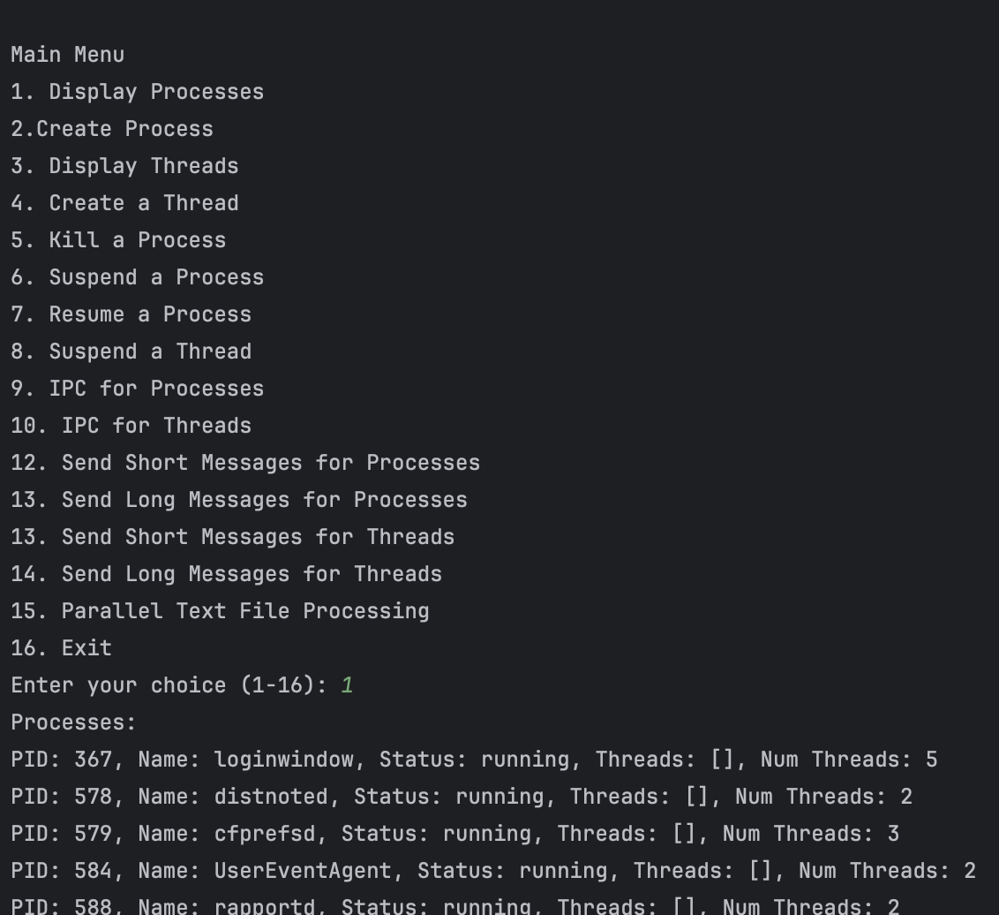 Main Menu
1. Display Processes
2.Create Process
3. Display Threads
4. Create a Thread
5. Kill a Process
6. Suspend a Process
7. Resume a Process
8. Suspend a Thread
9. IPC for Processes
10. IPC for Threads
12. Send Short Messages for Processes
13. Send Long Messages for Processes
13. Send Short Messages for Threads
14. Send Long Messages for Threads
15. Parallel Text File Processing
16. Exit
Enter your choice (1-16): 1
Processes:
PID: 367, Name: loginwindow, Status: running, Threads: [], Num Threads: 5
PID: 578, Name: distnoted, Status: running, Threads: [], Num Threads: 2
PID: 579, Name: cfprefsd, Status: running, Threads: [], Num Threads: 3
PID: 584, Name: UserEventAgent, Status: running, Threads: [], Num Threads: 2
PID: 588, Name: rapportd, Status: running, Threads: [], Num Threads: 2